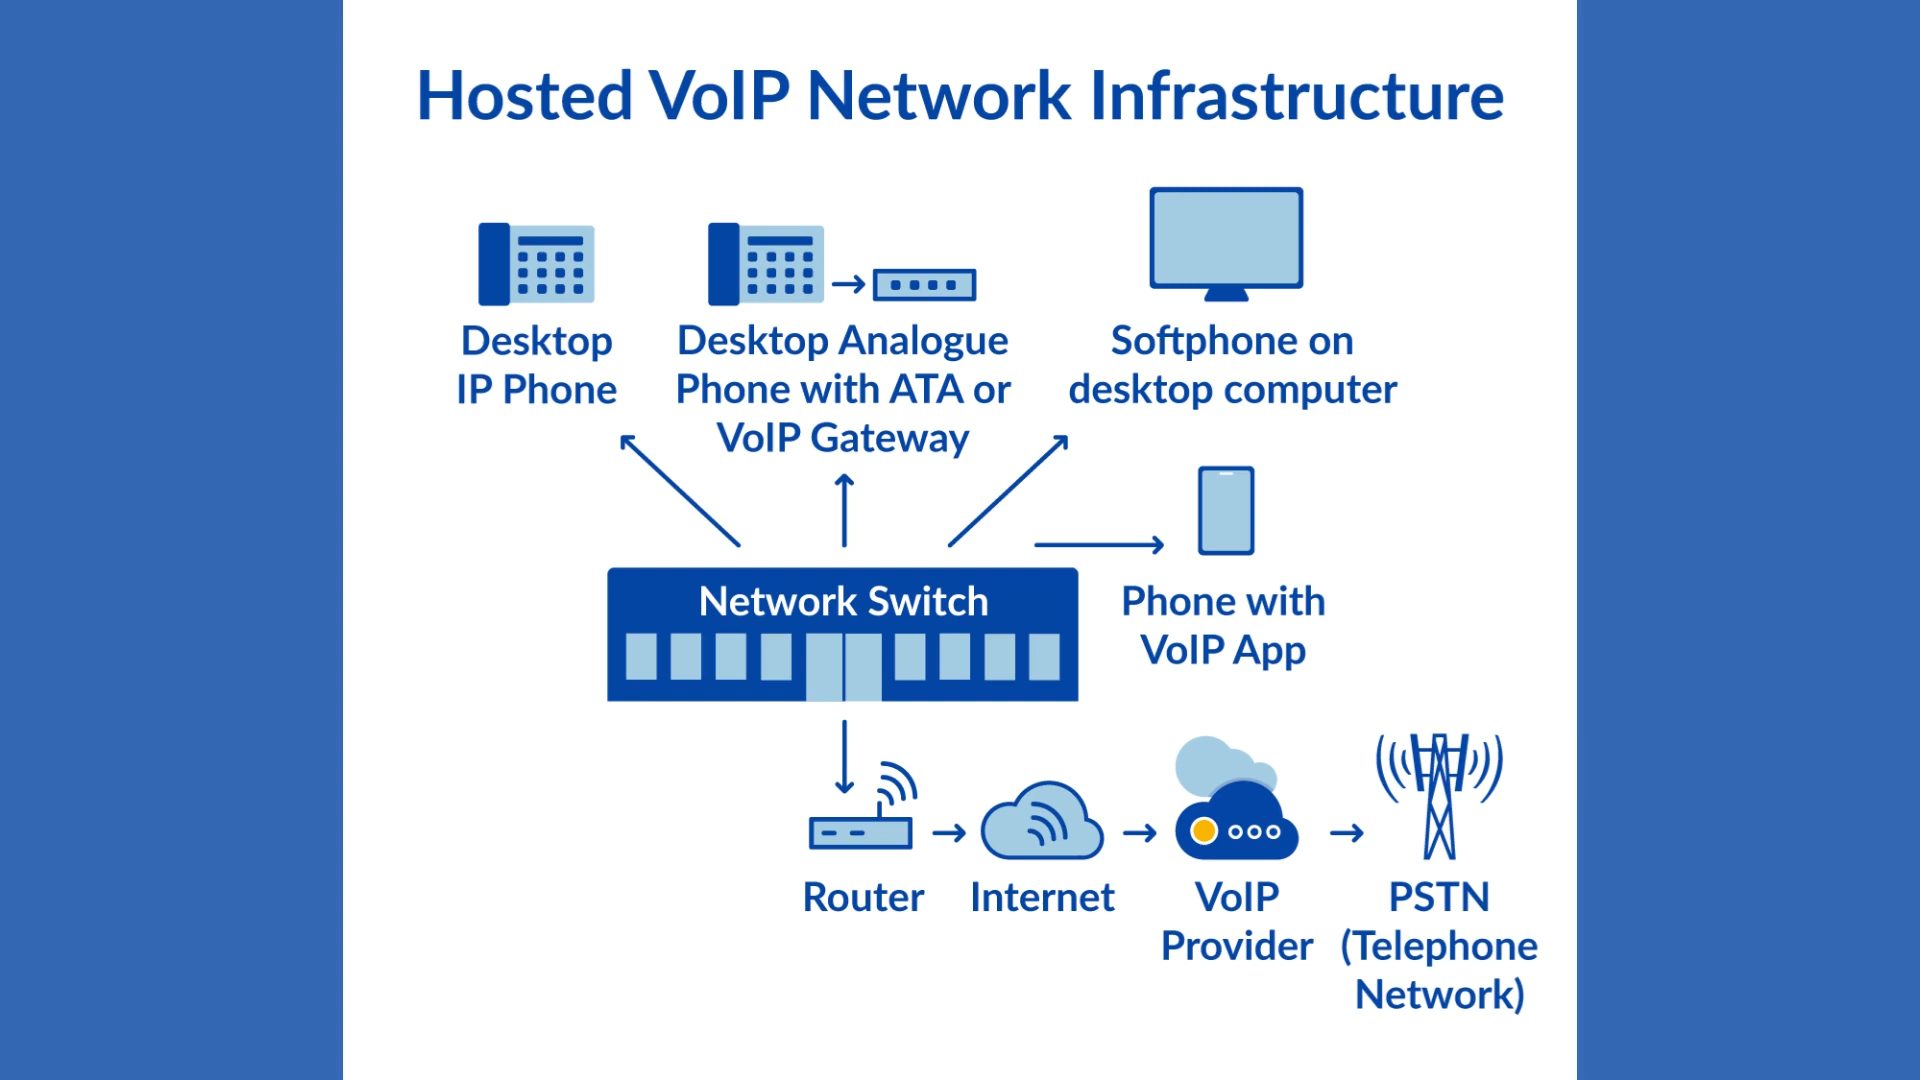 Hosted VoIP Network Infrastructure
Desktop
IP Phone
Desktop Analogue
Phone with ATA or
VoIP Gateway
Softphone on
desktop computer
Network Switch
Phone with
VoIP App
Router
Internet
VoIP
Provider
PSTN
(Telephone
Network)